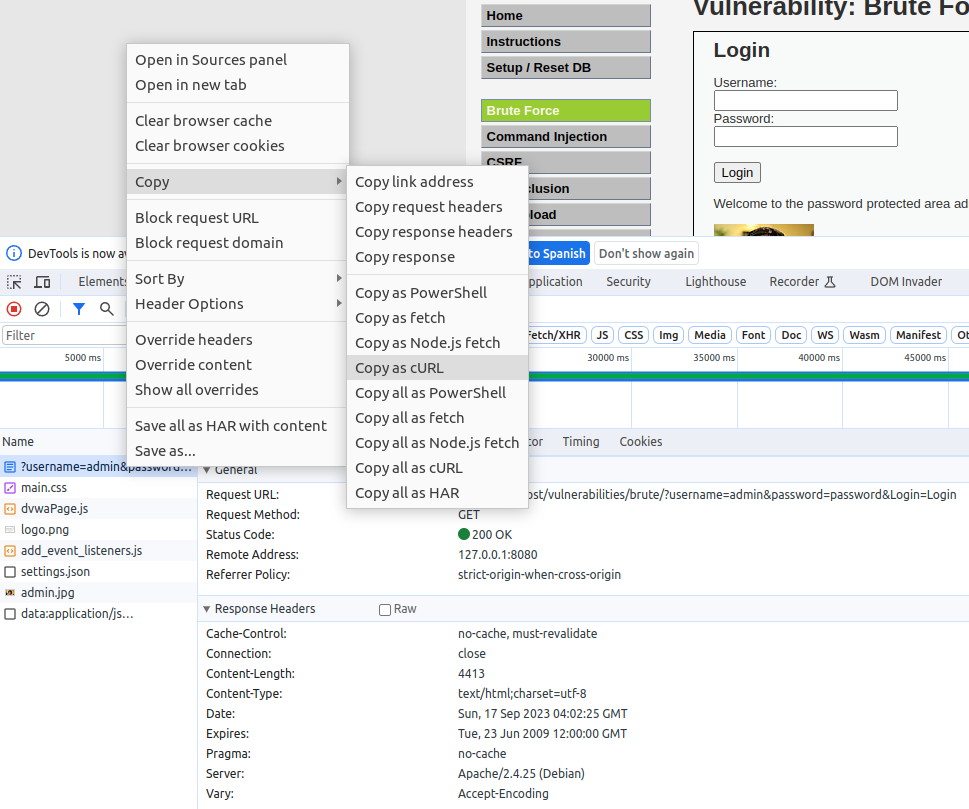 Vulnerability: Brute Fo
Home
Instructions
Setup / Reset DB
Brute Force
Command Injection
CSRF
clusion
load
Login
Username:
Password:
Login
Welcome to the password protected area ad
Open in Sources panel
Open in new tab
Clear browser cache
Clear browser cookies
Copy
Block request URL
Block request domain
Sort By
Header Options
Override headers
Override content
Show all overrides
Save all as HAR with content
Save as...
Copy link address
Copy request headers
Copy response headers
Copy response
Copy as PowerShell
Copy as fetch
Copy as Node.js fetch
Copy as cURL
Copy all as PowerShell
Copy all as fetch
Copy all as Node.js fetch
Copy all as cURL
Copy all as HAR
DevTools is now av
to Spanish
Don't show again
Elements
pplication
Security
Lighthouse
Recorder
DOM Invader
Filter
Fetch/XHR
JS
CSS
Img
Media
Font
Doc
WS
Wasm
Manifest
Ot
5000 ms
30000 ms
35000 ms
40000 ms
45000 ms
Name
tor
Timing
Cookies
?username=admin&password...
main.css
dvwaPage.js
logo.png
add_event_listeners.js
settings.json
admin.jpg
data:application/js...
General
Request URL:
ost/vulnerabilities/brute/?username=admin&password=password&Login=Login
Request Method:
GET
Status Code:
200 OK
Remote Address:
127.0.0.1:8080
Referrer Policy:
strict-origin-when-cross-origin
Response Headers
Raw
Cache-Control:
no-cache, must-revalidate
Connection:
close
Content-Length:
4413
Content-Type:
text/html;charset=utf-8
Date:
Sun, 17 Sep 2023 04:02:25 GMT
Expires:
Tue, 23 Jun 2009 12:00:00 GMT
Pragma:
no-cache
Server:
Apache/2.4.25 (Debian)
Vary:
Accept-Encoding